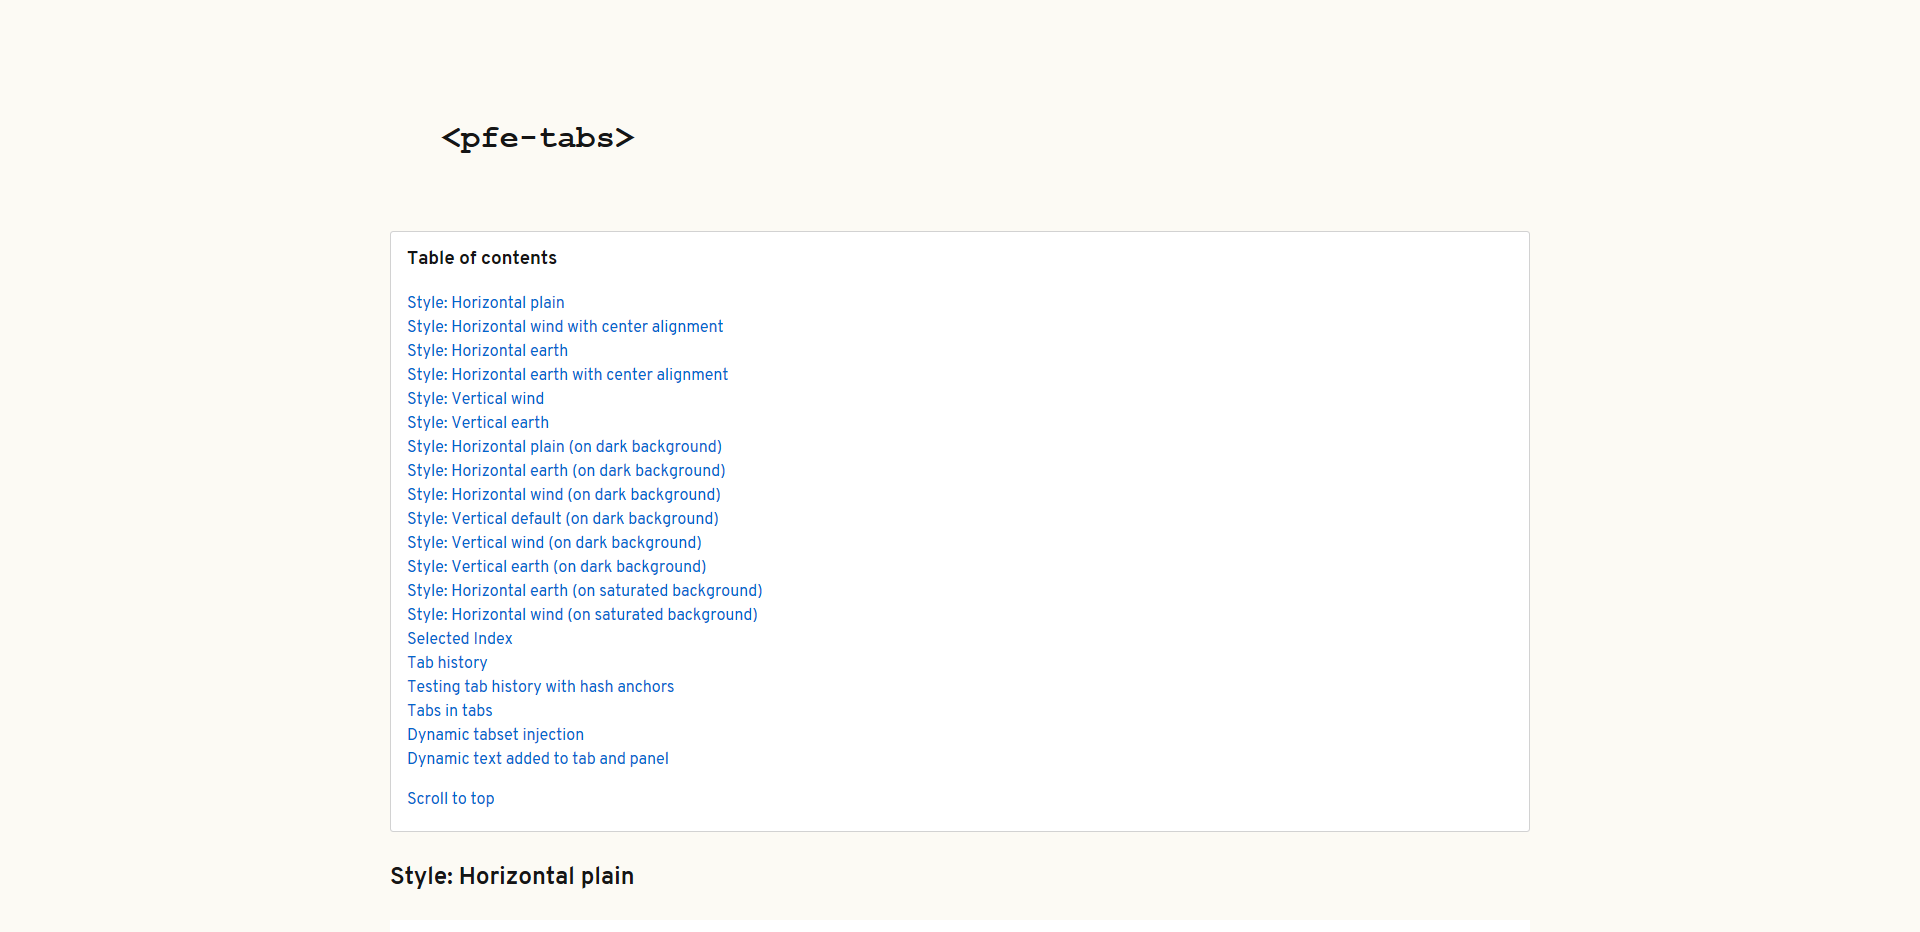 <pfe-tabs>
Table of contents
Style: Horizontal plain
Style: Horizontal wind with center alignment
Style: Horizontal earth
Style: Horizontal earth with center alignment
Style: Vertical wind
Style: Vertical earth
Style: Horizontal plain (on dark background)
Style: Horizontal earth (on dark background)
Style: Horizontal wind (on dark background)
Style: Vertical default (on dark background)
Style: Vertical wind (on dark background)
Style: Vertical earth (on dark background)
Style: Horizontal earth (on saturated background)
Style: Horizontal wind (on saturated background)
Selected Index
Tab history
Testing tab history with hash anchors
Tabs in tabs
Dynamic tabset injection
Dynamic text added to tab and panel
Scroll to top
Style: Horizontal plain